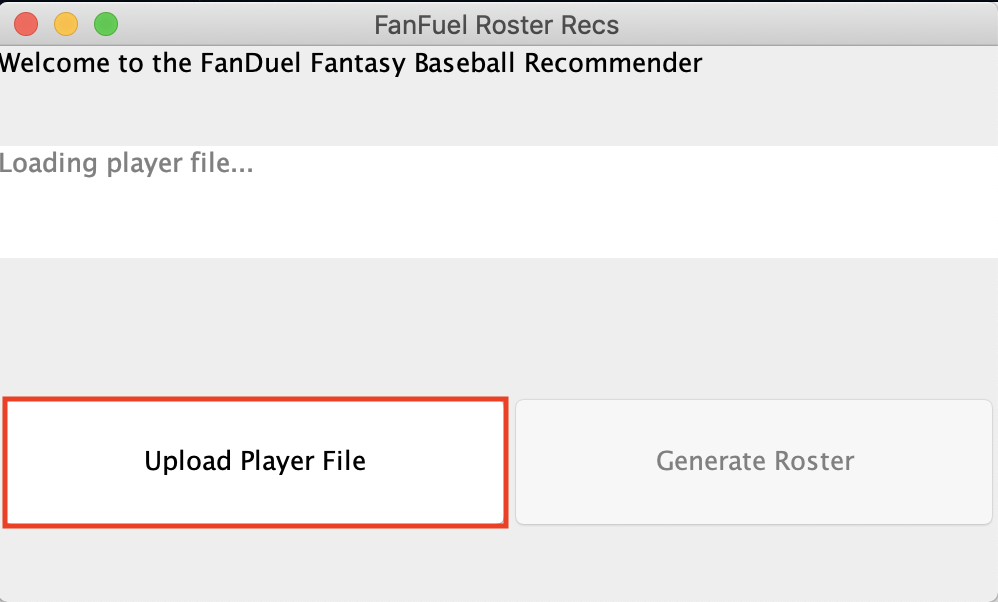 FanFuel Roster Recs
Welcome to the FanDuel Fantasy Baseball Recommender
Loading player file...
Upload Player File
Generate Roster